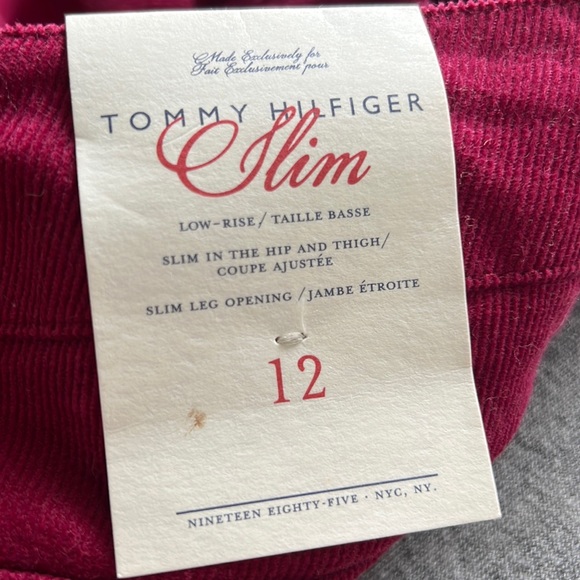 Made Exclusively for
Fait Exclusivement pour
TOMMY HILFIGER
Slim
LOW-RISE / TAILLE BASSE
SLIM IN THE HIP AND THIGH/
COUPE AJUSTÉE
SLIM LEG OPENING / JAMBE ÉTROITE
12
NINETEEN EIGHTY-FIVE · NYC, NY.